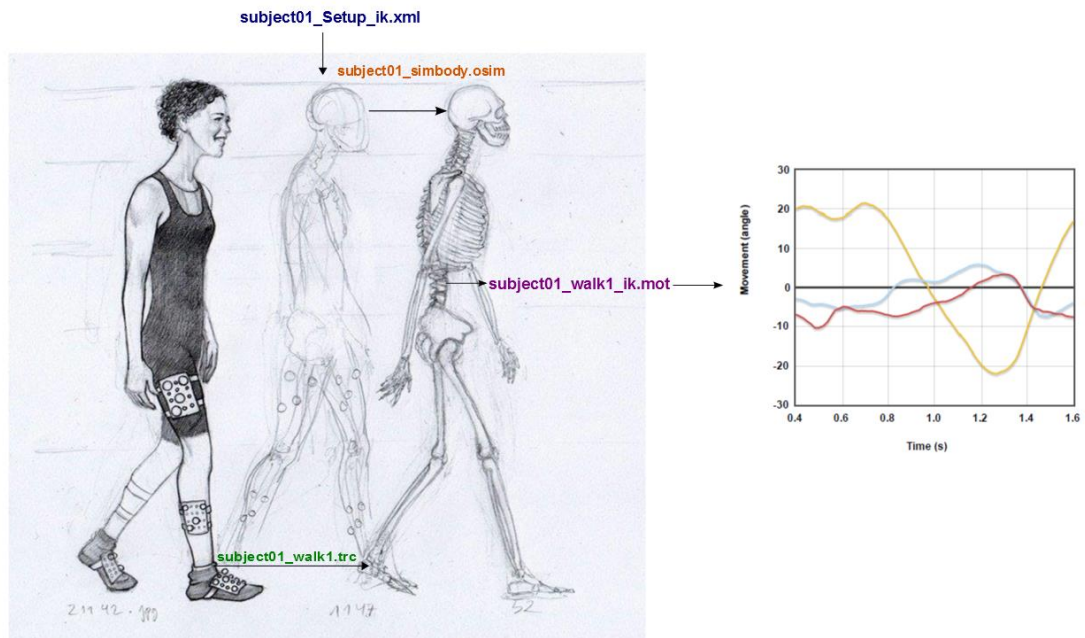 subject01_Setup_ik.xml
subject01_simbody.osim
subject01_walk1_ik.mot
subject01_walk1.trc
30
20
10
0
-10
-20
-30
Movement (angle)
0.4 0.6 0.8 1.0 1.2 1.4 1.6
Time (s)
52